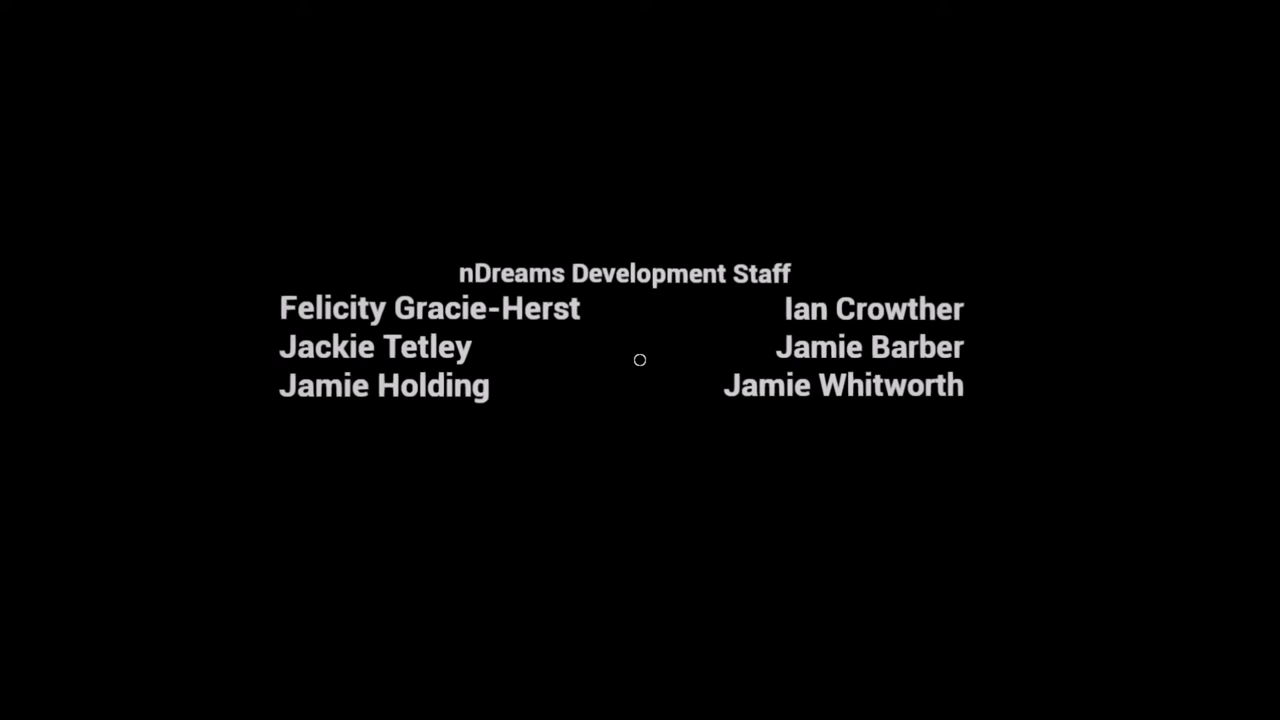 nDreams Development Staff
Felicity Gracie-Herst Ian Crowther
Jackie Tetley Jamie Barber
Jamie Holding Jamie Whitworth